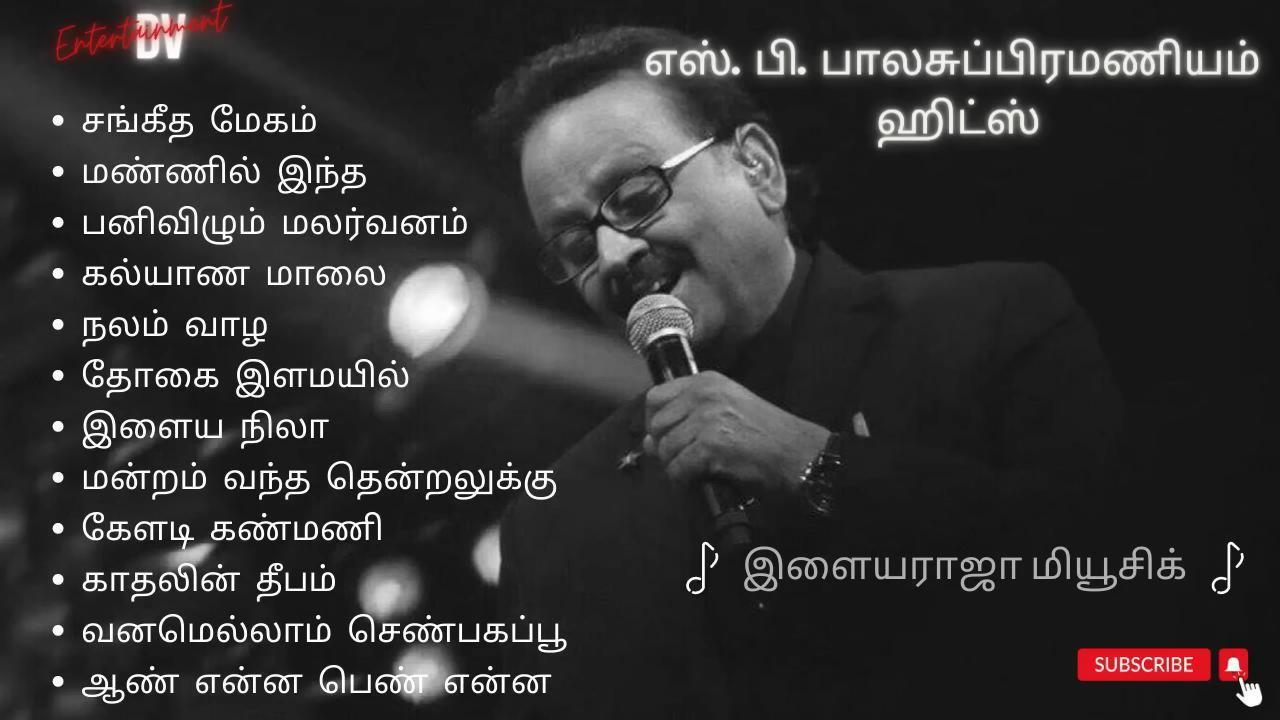 Entertainment
DV
எஸ். பி. பாலசுப்பிரமணியம்
ஹிட்ஸ்
• சங்கீத மேகம்
• மண்ணில் இந்த
• பனிவிழும் மலர்வனம்
• கல்யாண மாலை
• நலம் வாழ
• தோகை இளமயில்
• இளைய நிலா
• மன்றம் வந்த தென்றலுக்கு
• கேளடி கண்மணி
• காதலின் தீபம்
• வனமெல்லாம் செண்பகப்பூ
• ஆண் என்ன பெண் என்ன
இளையராஜா மியூசிக்
SUBSCRIBE